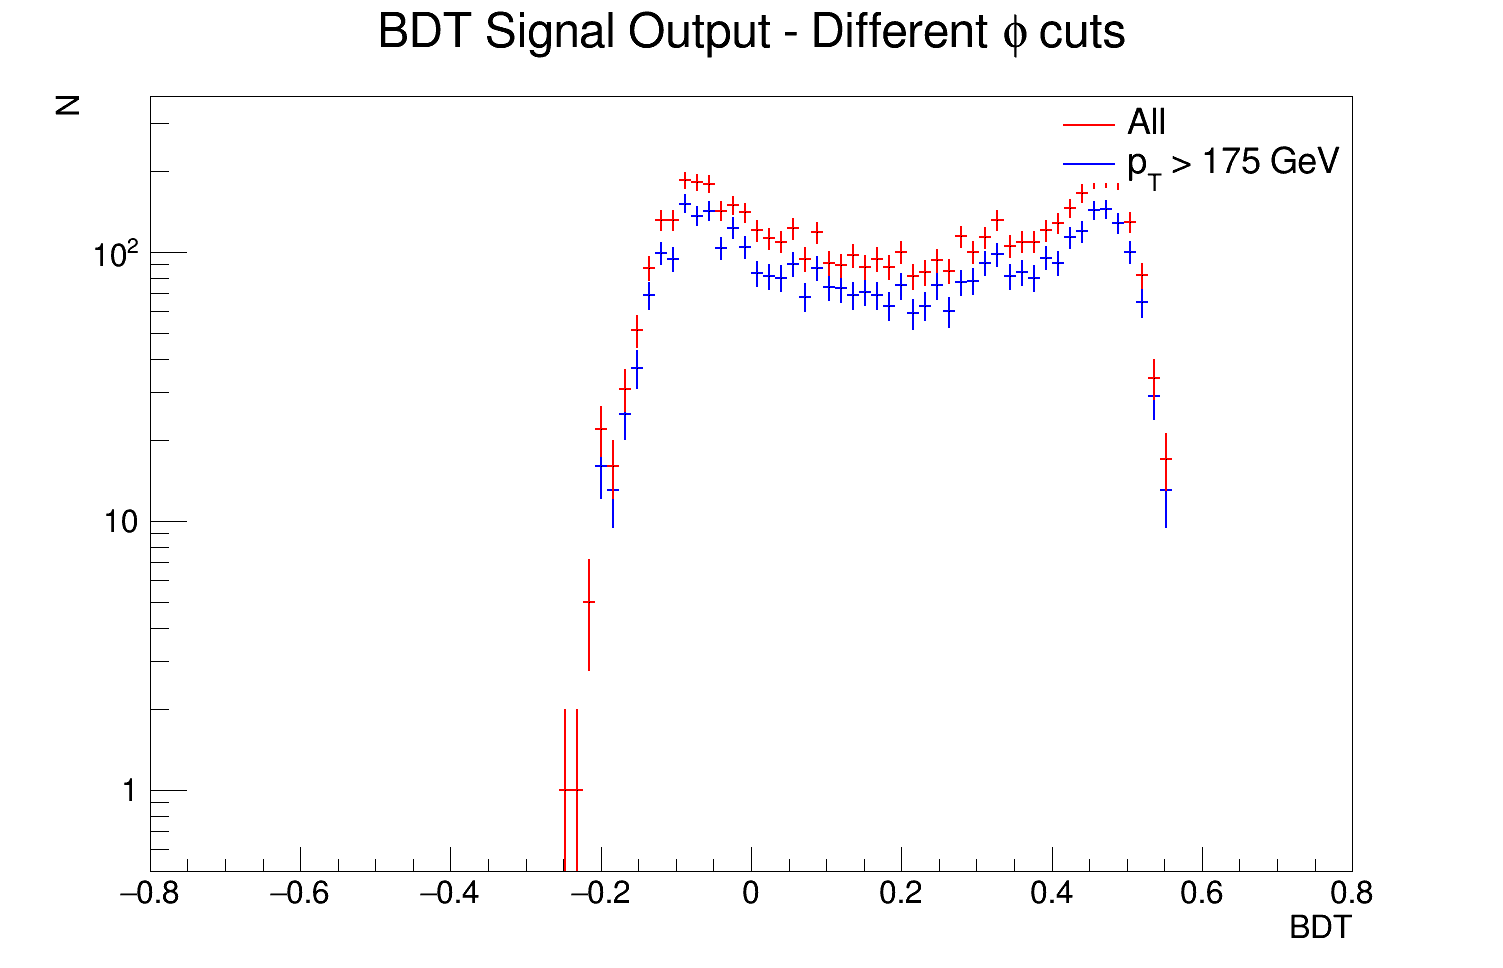 BDT Signal Output - Different ϕ cuts
N
All
p_T > 175 GeV
10²
10
1
−0.8 −0.6 −0.4 −0.2 0 0.2 0.4 0.6 0.8
BDT